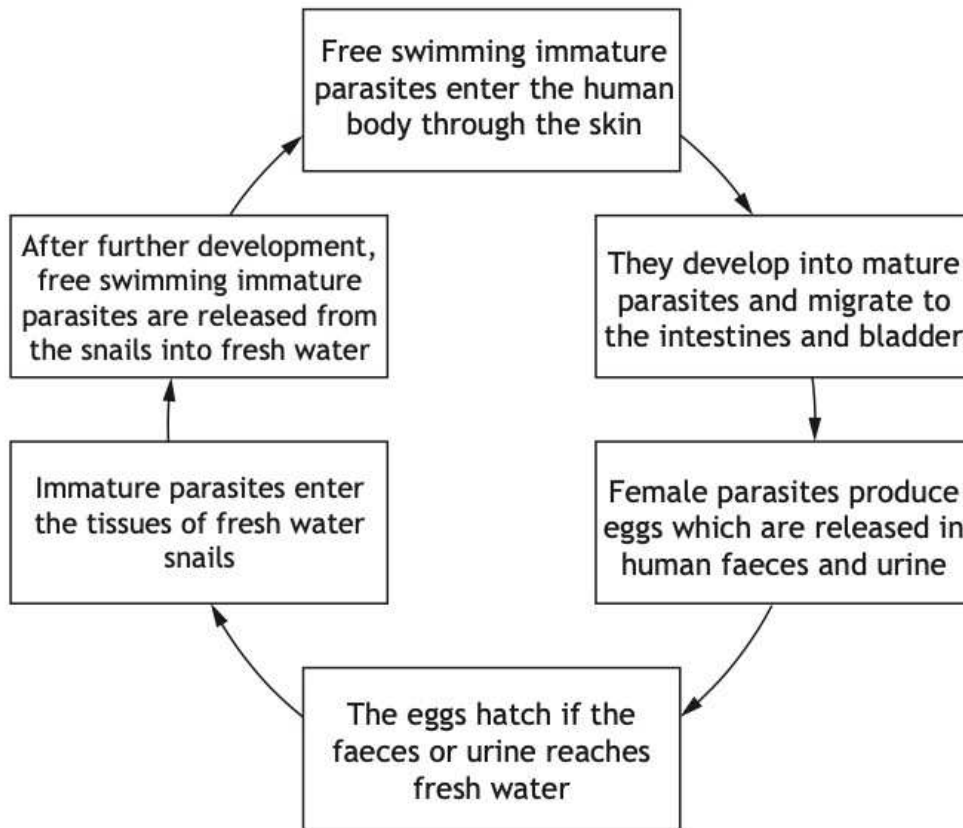 Free swimming immature
parasites enter the human
body through the skin
They develop into mature
parasites and migrate to
the intestines and bladder
Female parasites produce
eggs which are released in
human faeces and urine
The eggs hatch if the
faeces or urine reaches
fresh water
Immature parasites enter
the tissues of fresh water
snails
After further development,
free swimming immature
parasites are released from
the snails into fresh water